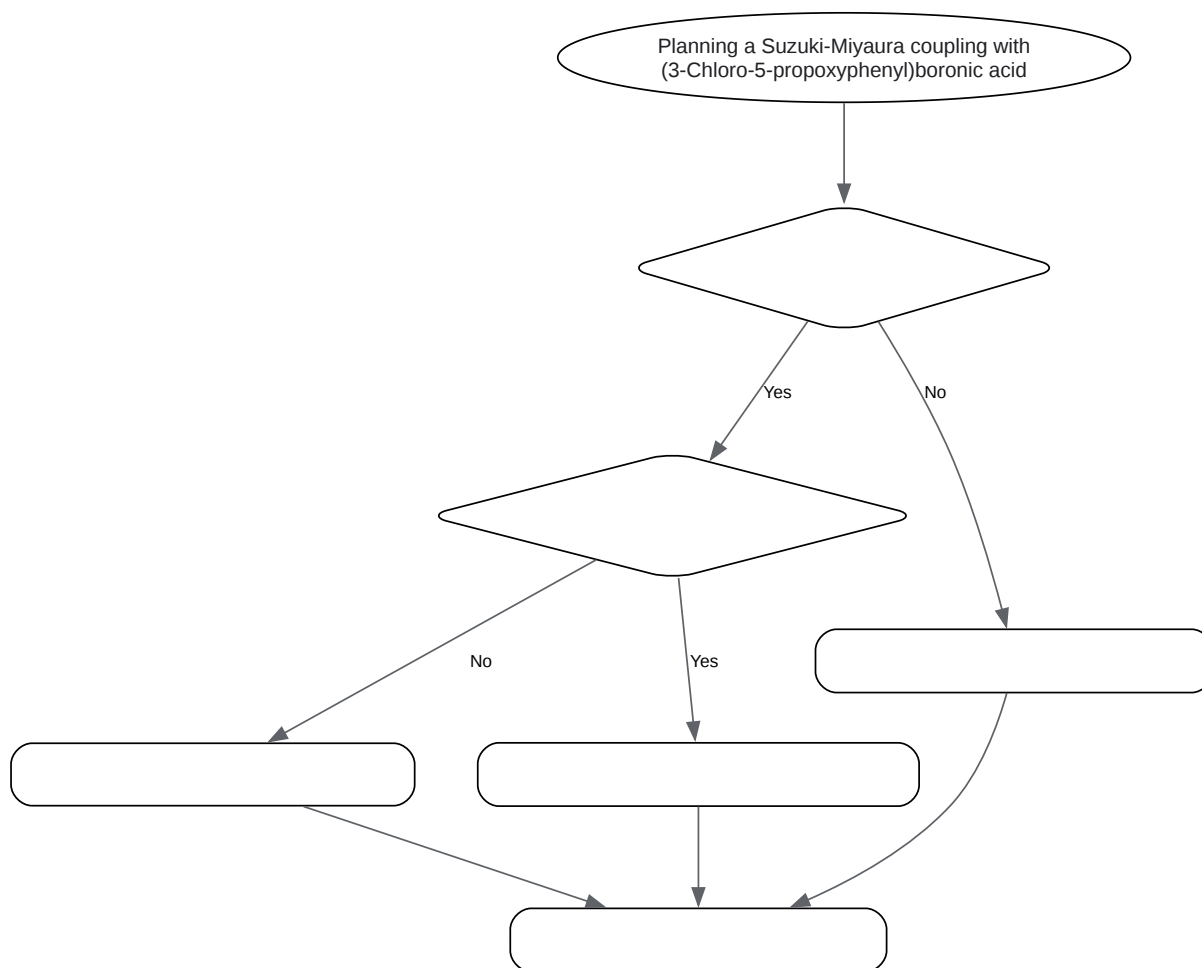 Planning a Suzuki-Miyaura coupling with
(3-Chloro-5-propoxyphenyl)boronic acid
Yes
No
No
Yes